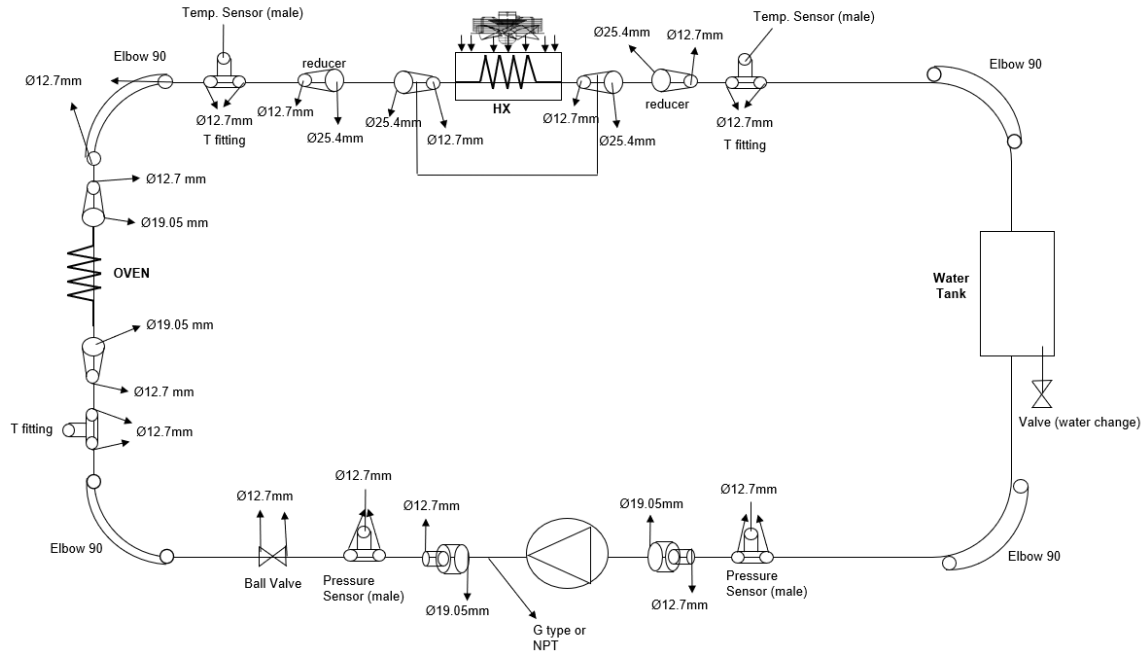 Temp. Sensor (male)
Temp. Sensor (male)
Elbow 90
reducer
Ø25.4mm
Ø12.7mm
Elbow 90
Ø12.7mm
HX
reducer
Ø12.7mm
T fitting
Ø12.7mm
Ø25.4mm
Ø25.4mm
Ø12.7mm
Ø12.7mm
Ø25.4mm
Ø12.7mm
T fitting
Ø12.7 mm
Ø19.05 mm
OVEN
Water
Tank
Ø19.05 mm
Ø12.7 mm
T fitting
Ø12.7mm
Valve (water change)
Ø12.7mm
Ø12.7mm
Ø12.7mm
Ø19.05mm
Ø12.7mm
Elbow 90
Ball Valve
Pressure
Sensor (male)
Ø19.05mm
Ø12.7mm
Pressure
Sensor (male)
Elbow 90
G type or
NPT